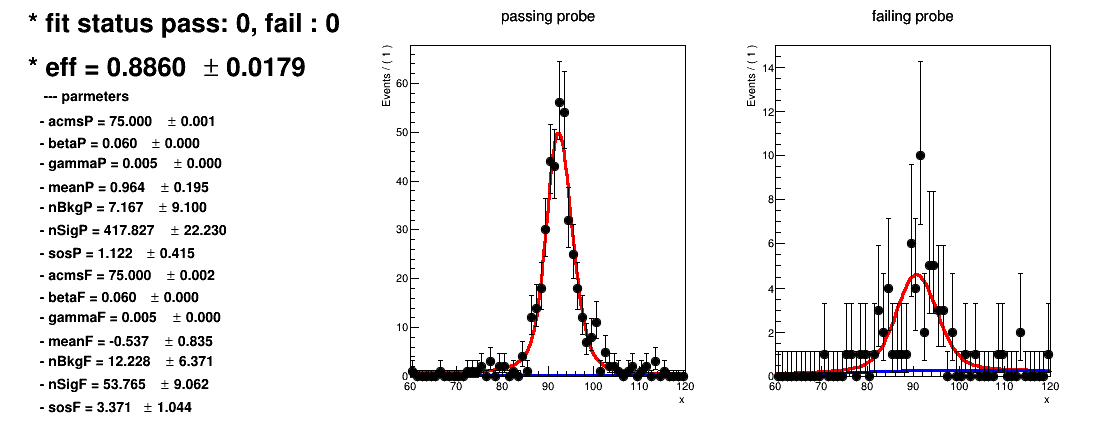 * fit status pass: 0, fail : 0
* eff = 0.8860 ± 0.0179
--- parmeters
- acmsP = 75.000 ± 0.001
- betaP = 0.060 ± 0.000
- gammaP = 0.005 ± 0.000
- meanP = 0.964 ± 0.195
- nBkgP = 7.167 ± 9.100
- nSigP = 417.827 ± 22.230
- sosP = 1.122 ± 0.415
- acmsF = 75.000 ± 0.002
- betaF = 0.060 ± 0.000
- gammaF = 0.005 ± 0.000
- meanF = -0.537 ± 0.835
- nBkgF = 12.228 ± 6.371
- nSigF = 53.765 ± 9.062
- sosF = 3.371 ± 1.044
passing probe
Events / ( 1 )
60
50
40
30
20
10
0
60 70 80 90 100 110 120
x
failing probe
Events / ( 1 )
14
12
10
8
6
4
2
0
60 70 80 90 100 110 120
x